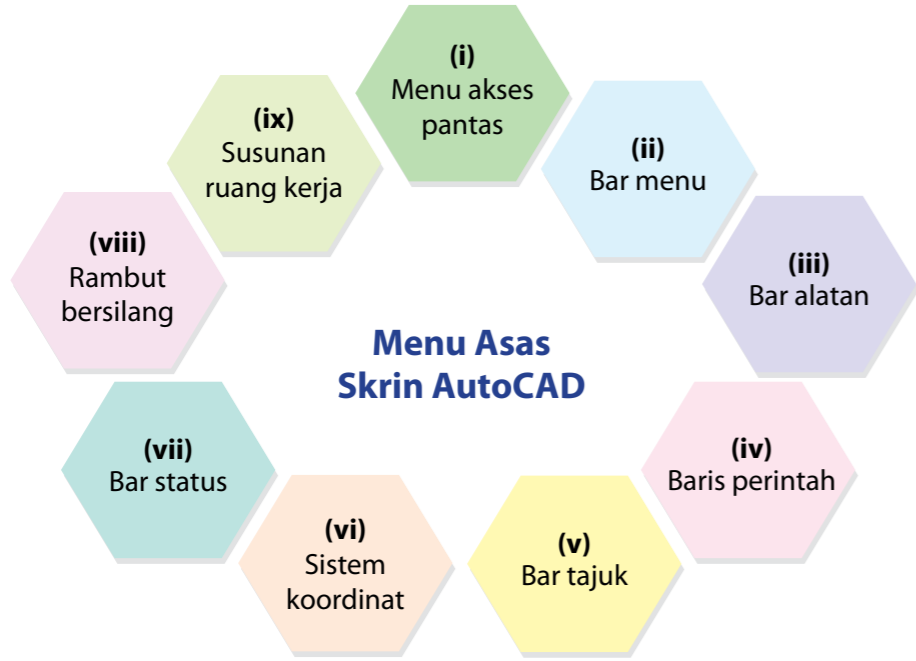 Menu Asas
Skrin AutoCAD
(i)
Menu akses
pantas
(ii)
Bar menu
(iii)
Bar alatan
(iv)
Baris perintah
(v)
Bar tajuk
(vi)
Sistem
koordinat
(vii)
Bar status
(viii)
Rambut
bersilang
(ix)
Susunan
ruang kerja